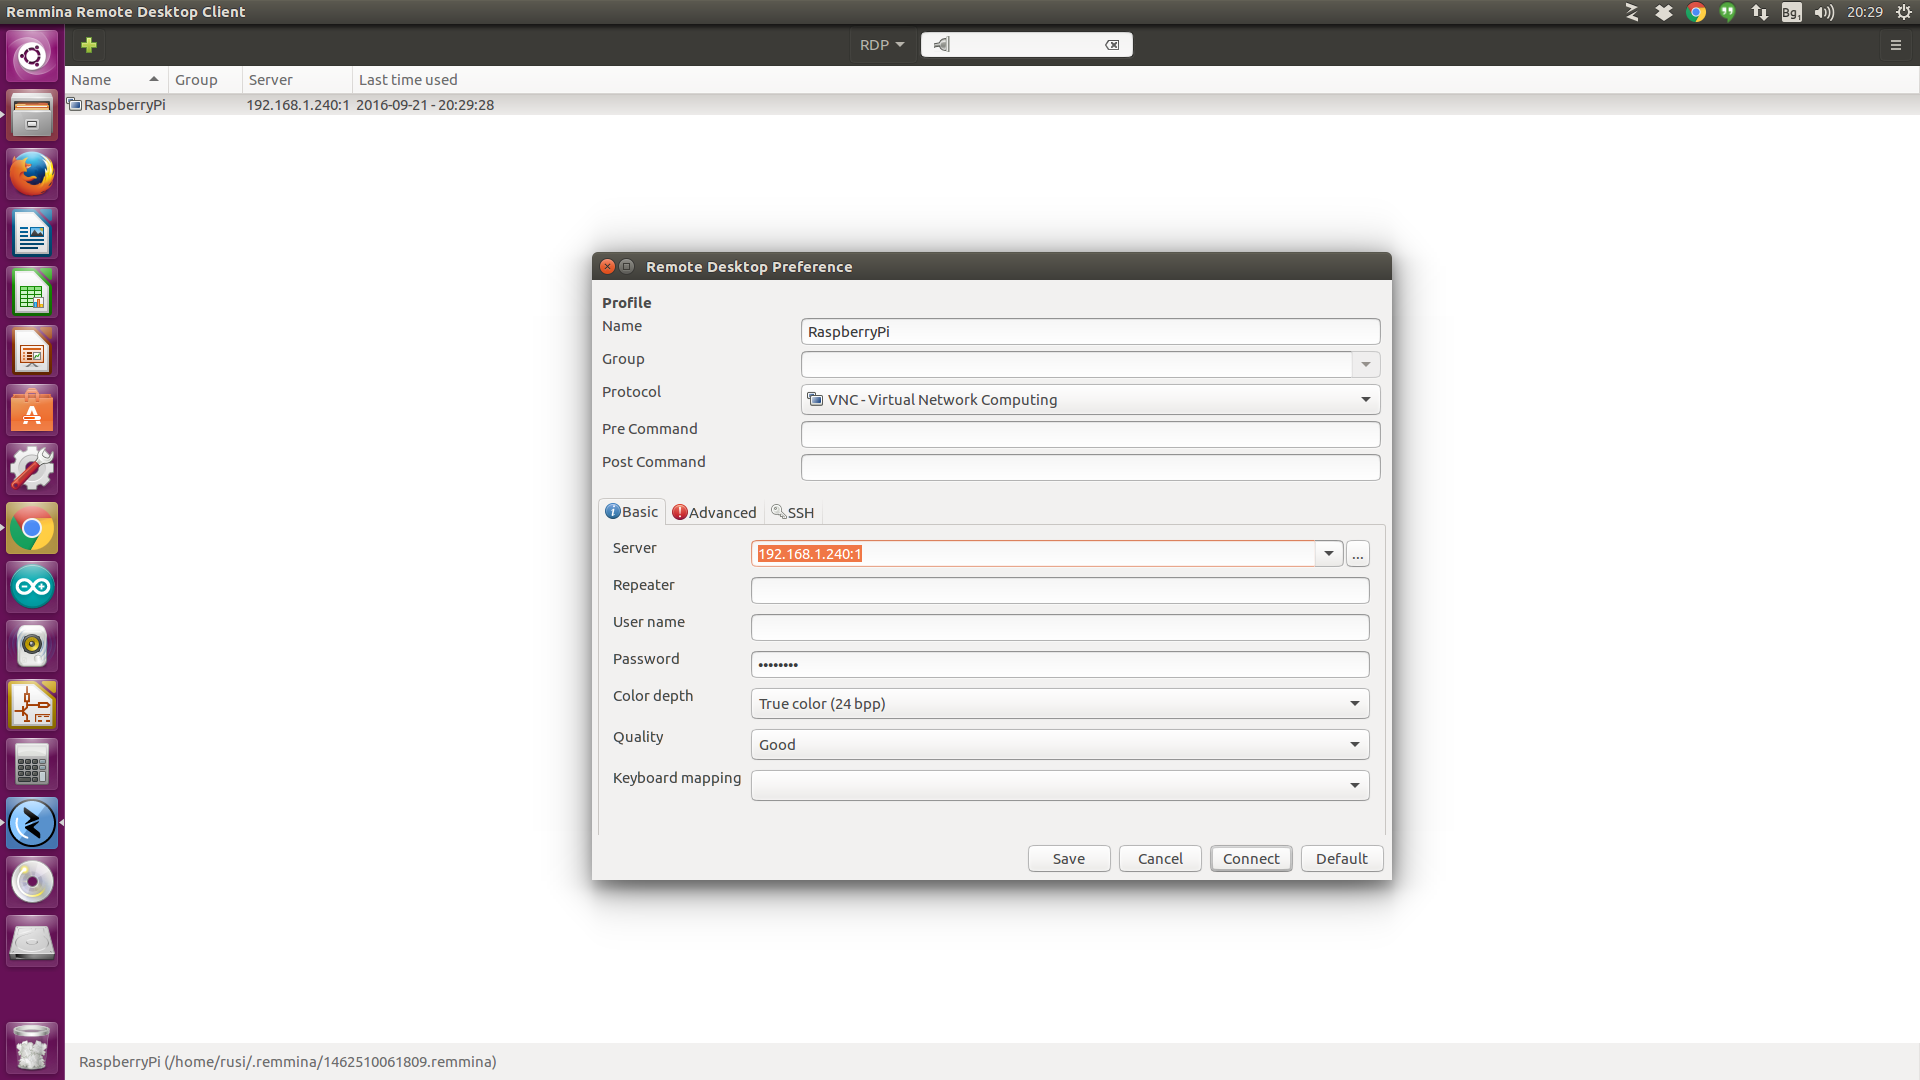 Remmina Remote Desktop Client
Bg1 20:29
RDP
Name Group Server Last time used
RaspberryPi 192.168.1.240:1 2016-09-21 - 20:29:28
Remote Desktop Preference
Profile
Name RaspberryPi
Group
Protocol VNC - Virtual Network Computing
Pre Command
Post Command
Basic Advanced SSH
Server 192.168.1.240:1 ...
Repeater
User name
Password ••••••••
Color depth True color (24 bpp)
Quality Good
Keyboard mapping
Save Cancel Connect Default
RaspberryPi (/home/rusi/.remmina/1462510061809.remmina)